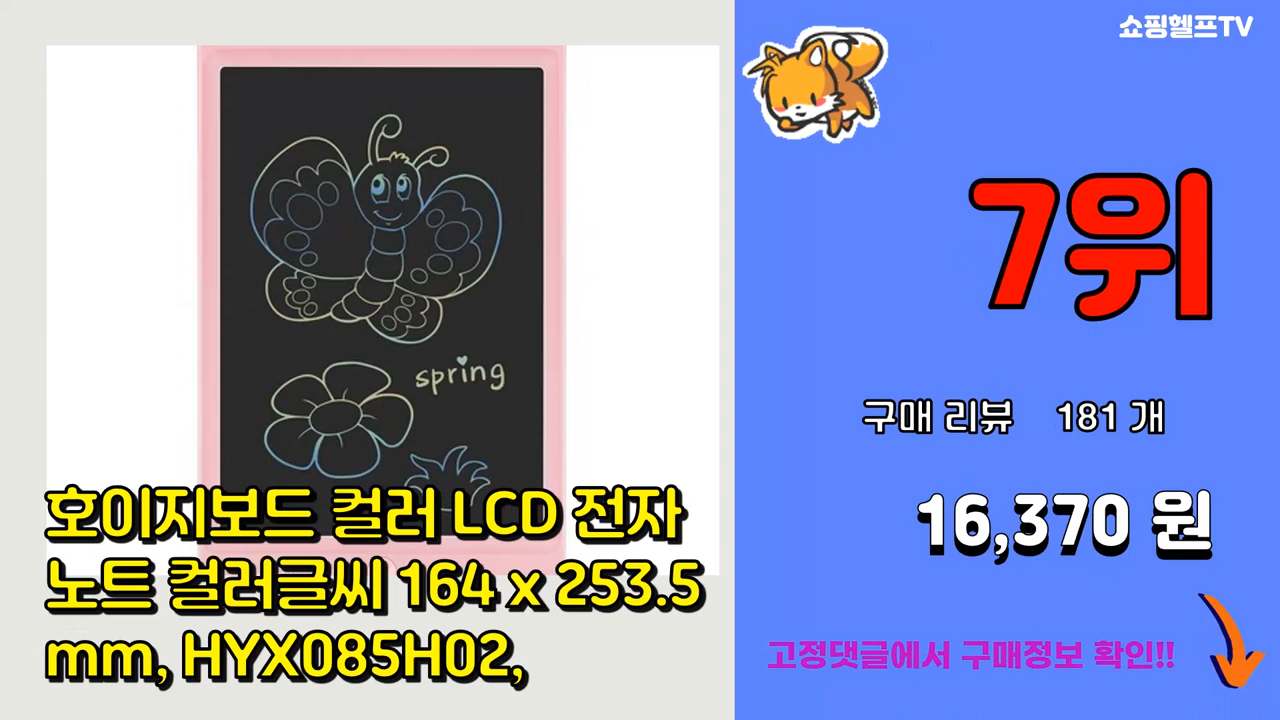 쇼핑헬프TV
7위
spring
구매 리뷰 181 개
16,370 원
호이지보드 컬러 LCD 전자
노트 컬러글씨 164 x 253.5
mm, HYX085H02,
고정댓글에서 구매정보 확인!!